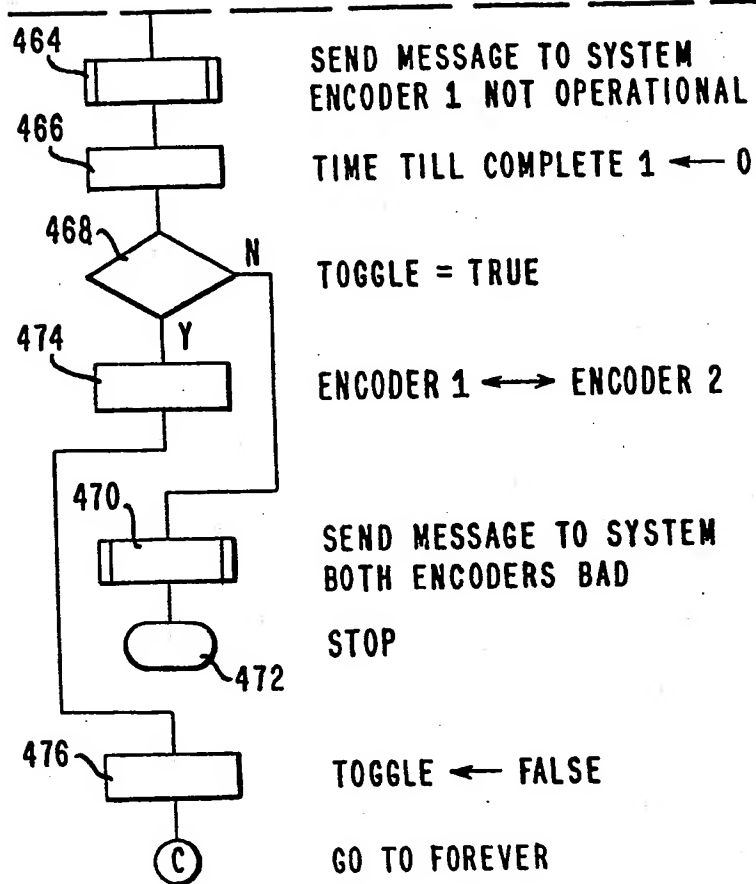 464
SEND MESSAGE TO SYSTEM
ENCODER 1 NOT OPERATIONAL
466
TIME TILL COMPLETE 1 ← 0
468
N
TOGGLE = TRUE
Y
474
ENCODER 1 ↔ ENCODER 2
470
SEND MESSAGE TO SYSTEM
BOTH ENCODERS BAD
STOP
472
476
TOGGLE ← FALSE
C
GO TO FOREVER